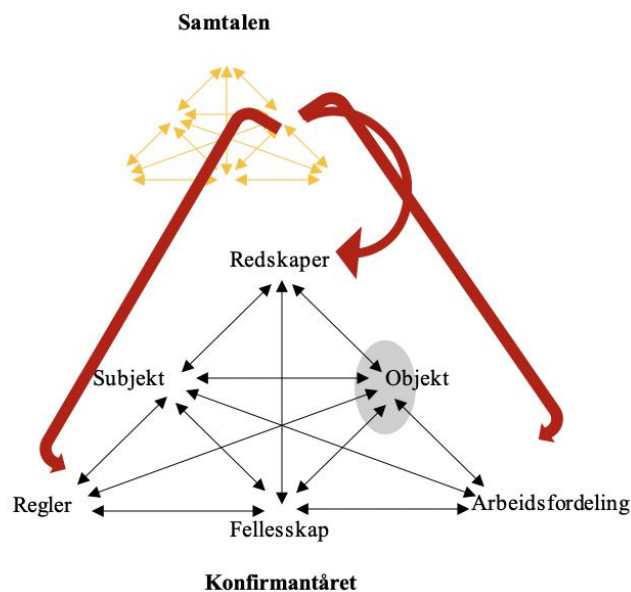 Samtalen
Redskaper
Subjekt
Objekt
Regler
Fellesskap
Arbeidsfordeling
Konfirmantåret